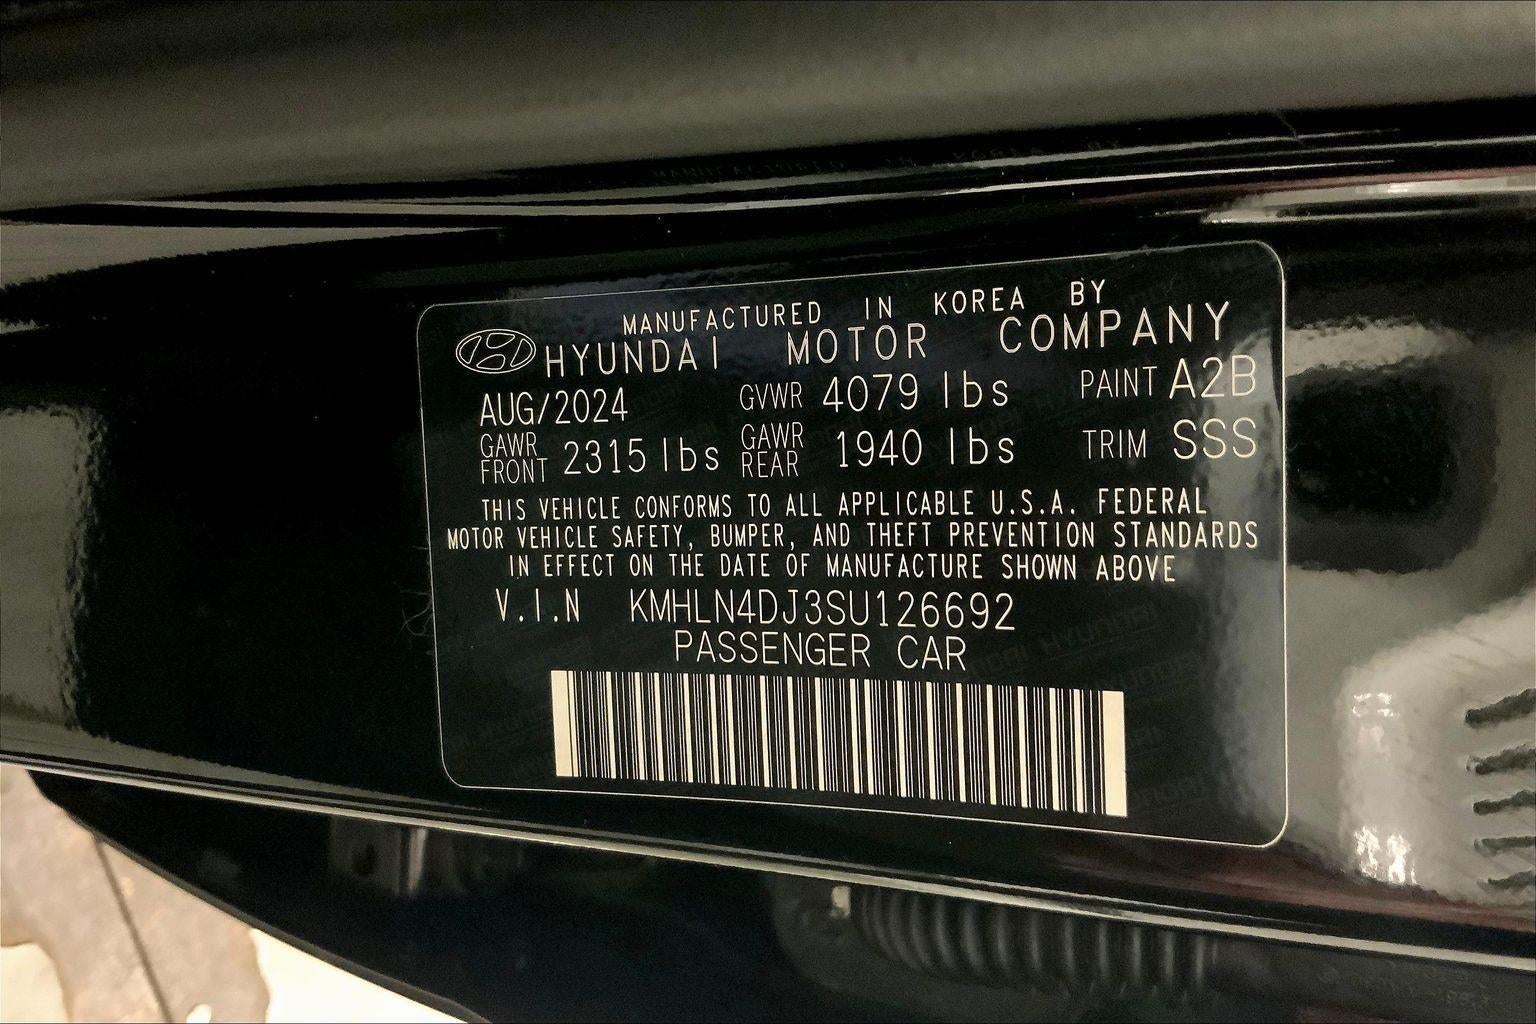 MANUFACTURED IN KOREA BY
HYUNDAI MOTOR COMPANY
AUG/2024 GVWR 4079 lbs PAINT A2B
GAWR FRONT 2315 lbs GAWR REAR 1940 lbs TRIM SSS
THIS VEHICLE CONFORMS TO ALL APPLICABLE U.S.A. FEDERAL
MOTOR VEHICLE SAFETY, BUMPER, AND THEFT PREVENTION STANDARDS
IN EFFECT ON THE DATE OF MANUFACTURE SHOWN ABOVE
V.I.N KMHLN4DJ3SU126692
PASSENGER CAR